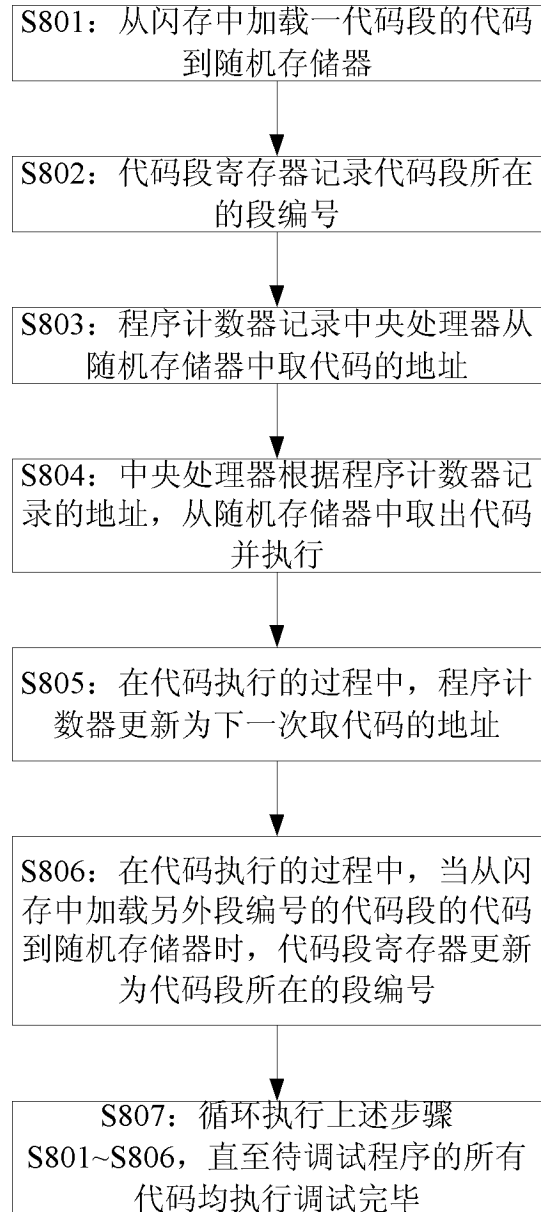 S801：从闪存中加载一代码段的代码
到随机存储器
S802：代码段寄存器记录代码段所在
的段编号
S803：程序计数器记录中央处理器从
随机存储器中取代码的地址
S804：中央处理器根据程序计数器记
录的地址，从随机存储器中取出代码
并执行
S805：在代码执行的过程中，程序计
数器更新为下一次取代码的地址
S806：在代码执行的过程中，当从闪
存中加载另外段编号的代码段的代码
到随机存储器时，代码段寄存器更新
为代码段所在的段编号
S807：循环执行上述步骤
S801~S806，直至待调试程序的所有
代码均执行调试完毕